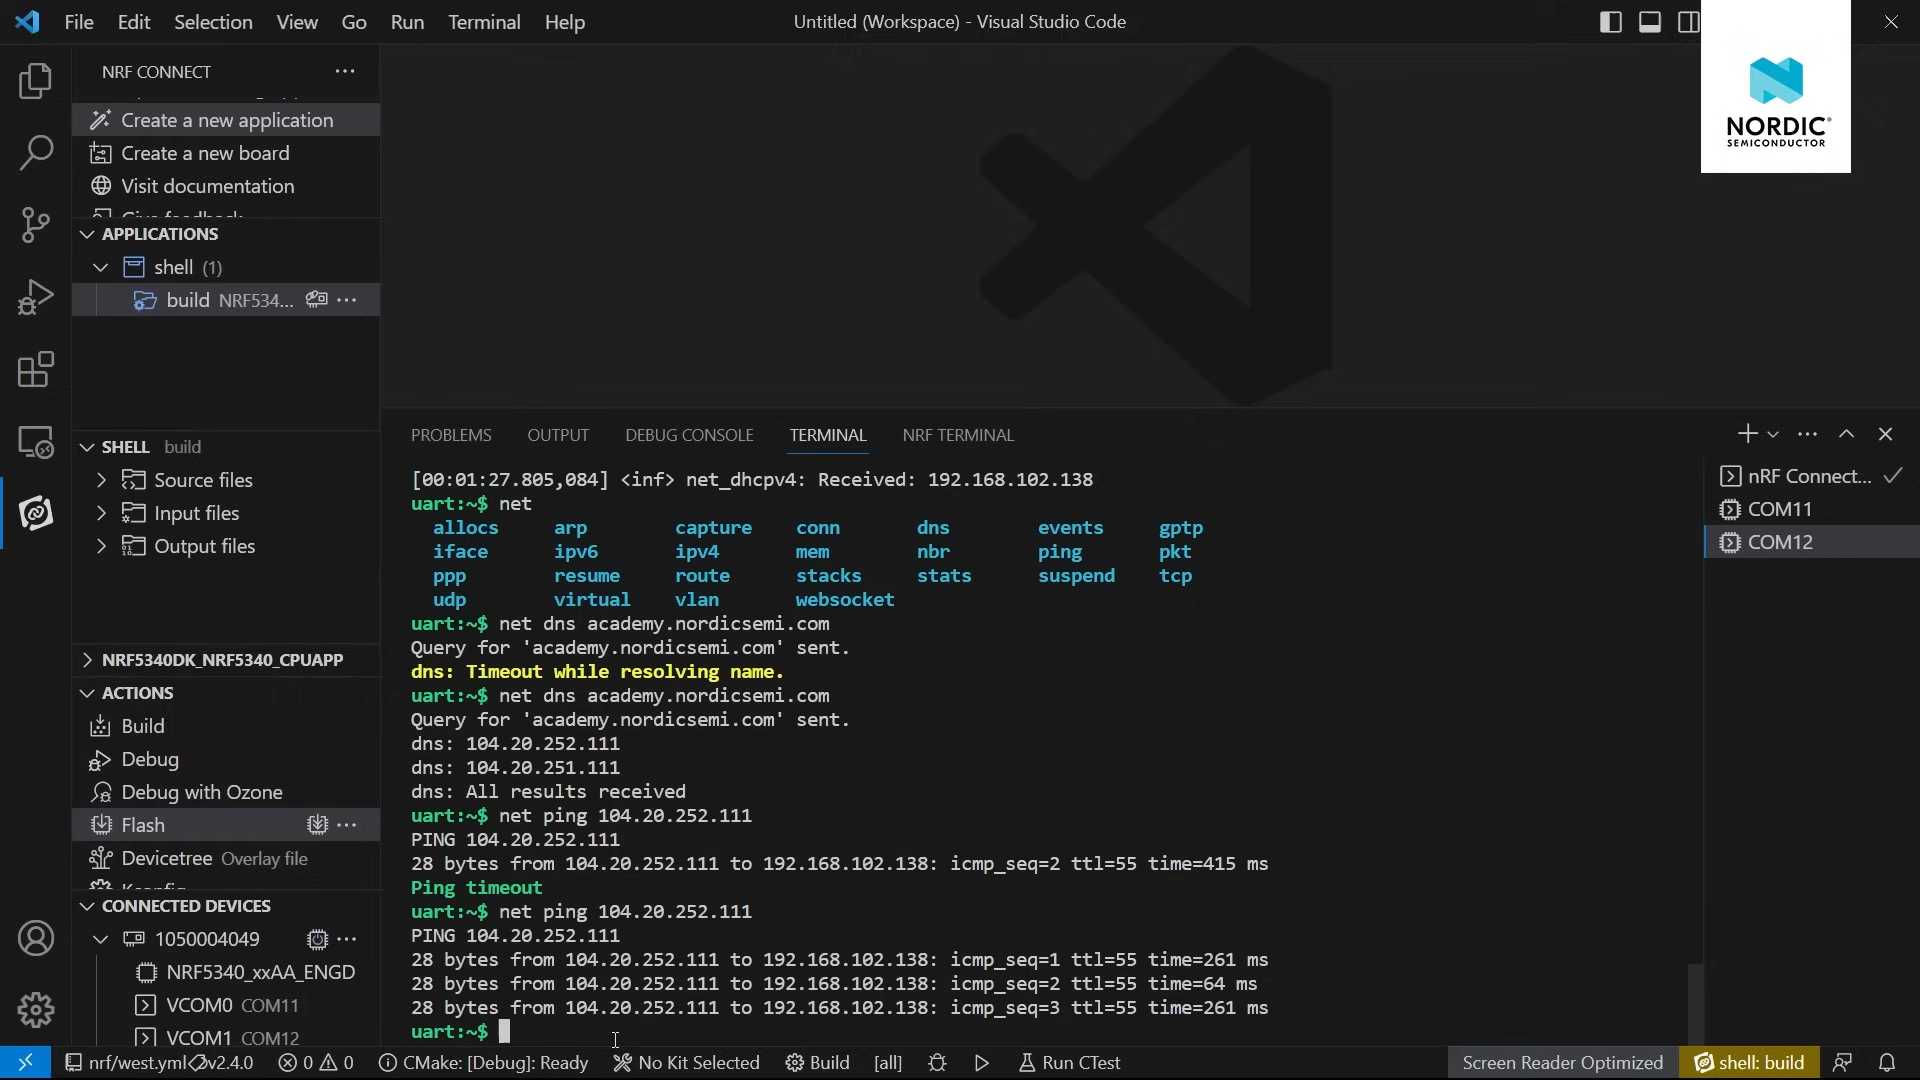 File Edit Selection View Go Run Terminal Help
Untitled (Workspace) - Visual Studio Code
NORDIC
SEMICONDUCTOR
NRF CONNECT
Create a new application
Create a new board
Visit documentation
Give feedback
APPLICATIONS
shell (1)
build NRF534...
SHELL build
Source files
Input files
Output files
NRF5340DK_NRF5340_CPUAPP
ACTIONS
Build
Debug
Debug with Ozone
Flash
Devicetree Overlay file
Kconfig
CONNECTED DEVICES
1050004049
NRF5340_xxAA_ENGD
VCOM0 COM11
VCOM1 COM12
PROBLEMS OUTPUT DEBUG CONSOLE TERMINAL NRF TERMINAL
[00:01:27.805,084] <inf> net_dhcpv4: Received: 192.168.102.138
uart:~$ net
allocs arp capture conn dns events gptp
iface ipv6 ipv4 mem nbr ping pkt
ppp resume route stacks stats suspend tcp
udp virtual vlan websocket
uart:~$ net dns academy.nordicsemi.com
Query for 'academy.nordicsemi.com' sent.
dns: Timeout while resolving name.
uart:~$ net dns academy.nordicsemi.com
Query for 'academy.nordicsemi.com' sent.
dns: 104.20.252.111
dns: 104.20.251.111
dns: All results received
uart:~$ net ping 104.20.252.111
PING 104.20.252.111
28 bytes from 104.20.252.111 to 192.168.102.138: icmp_seq=2 ttl=55 time=415 ms
Ping timeout
uart:~$ net ping 104.20.252.111
PING 104.20.252.111
28 bytes from 104.20.252.111 to 192.168.102.138: icmp_seq=1 ttl=55 time=261 ms
28 bytes from 104.20.252.111 to 192.168.102.138: icmp_seq=2 ttl=55 time=64 ms
28 bytes from 104.20.252.111 to 192.168.102.138: icmp_seq=3 ttl=55 time=261 ms
uart:~$
nRF Connect...
COM11
COM12
nrf/west.yml v2.4.0 0 0 CMake: [Debug]: Ready No Kit Selected Build [all] Run CTest Screen Reader Optimized shell: build